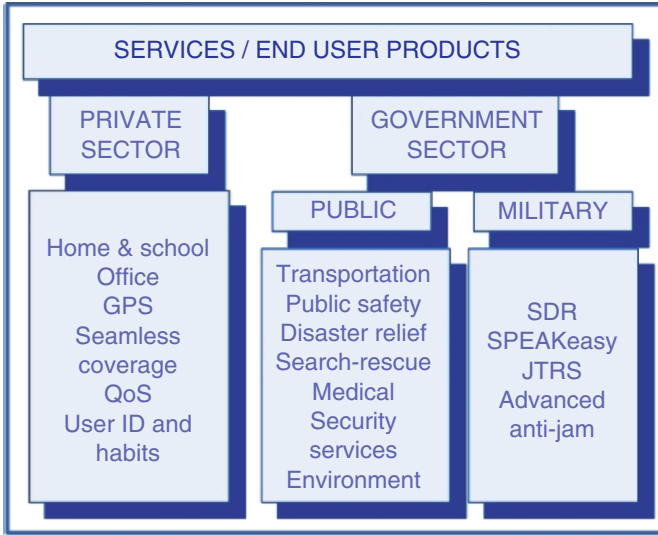 SERVICES / END USER PRODUCTS
PRIVATE
SECTOR
Home & school
Office
GPS
Seamless
coverage
QoS
User ID and
habits
GOVERNMENT
SECTOR
PUBLIC
Transportation
Public safety
Disaster relief
Search-rescue
Medical
Security
services
Environment
MILITARY
SDR
SPEAKeasy
JTRS
Advanced
anti-jam